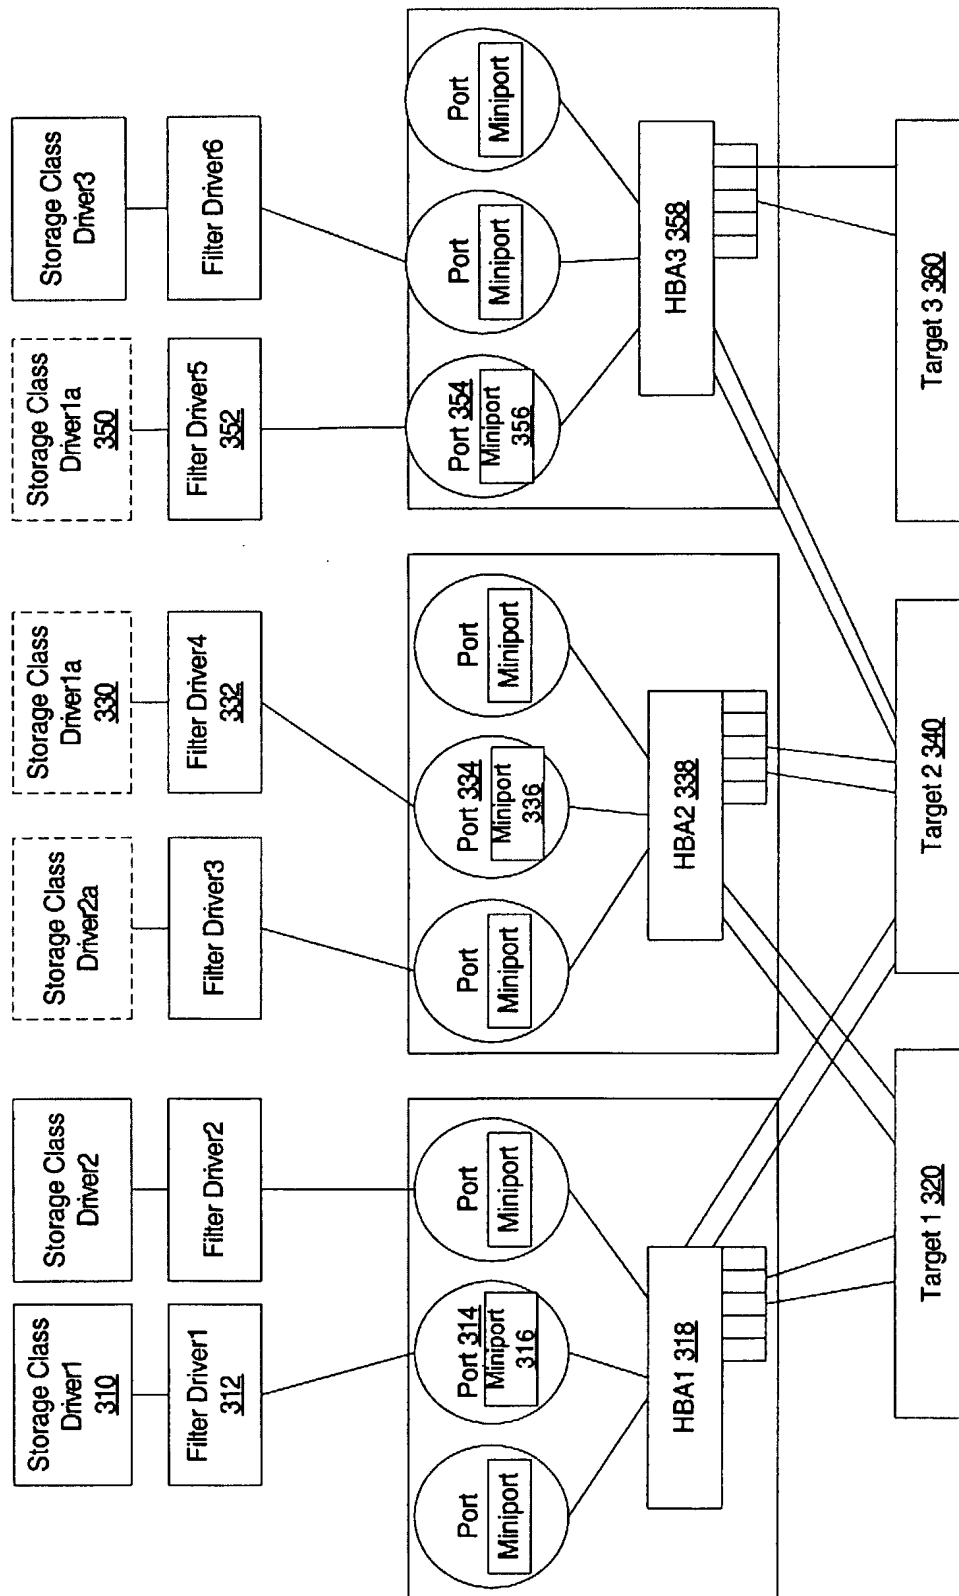 Storage Class
Driver1
310
Storage Class
Driver2
Storage Class
Driver2a
Storage Class
Driver1a
330
Storage Class
Driver1a
350
Storage Class
Driver3
Filter Driver1
312
Filter Driver2
Filter Driver3
Filter Driver4
332
Filter Driver5
352
Filter Driver6
Port
Miniport
Port 314
Miniport
316
Port
Miniport
Port
Miniport
Port 334
Miniport
336
Port
Miniport
Port 354
Miniport
356
Port
Miniport
Port
Miniport
HBA1 318
HBA2 338
HBA3 358
Target 1 320
Target 2 340
Target 3 360